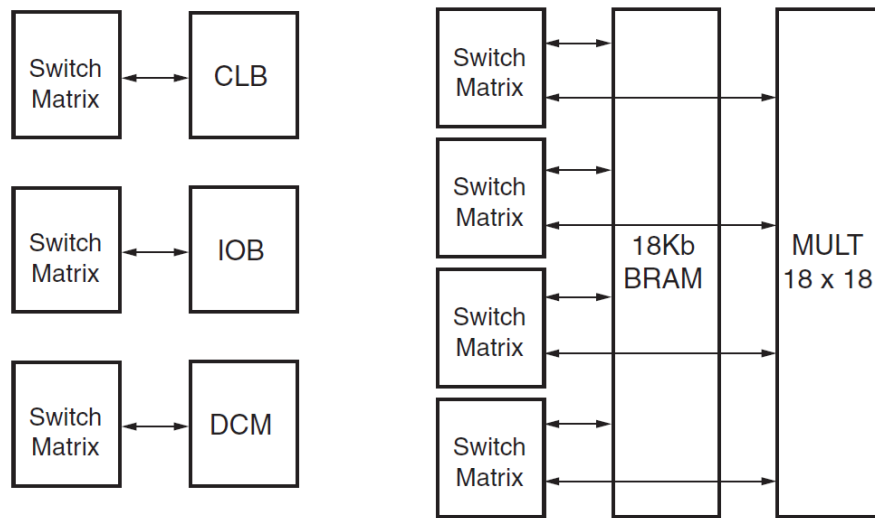 Switch
Matrix
CLB
Switch
Matrix
IOB
Switch
Matrix
DCM
Switch
Matrix
Switch
Matrix
Switch
Matrix
Switch
Matrix
18Kb
BRAM
MULT
18 x 18